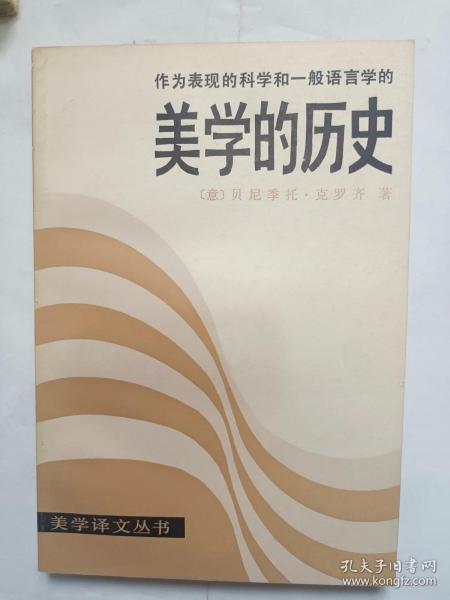 作为表现的科学和一般语言学的
美学的历史
〔意〕贝尼季托·克罗齐 著
美学译文丛书
孔夫子旧书网
www.kongfz.com